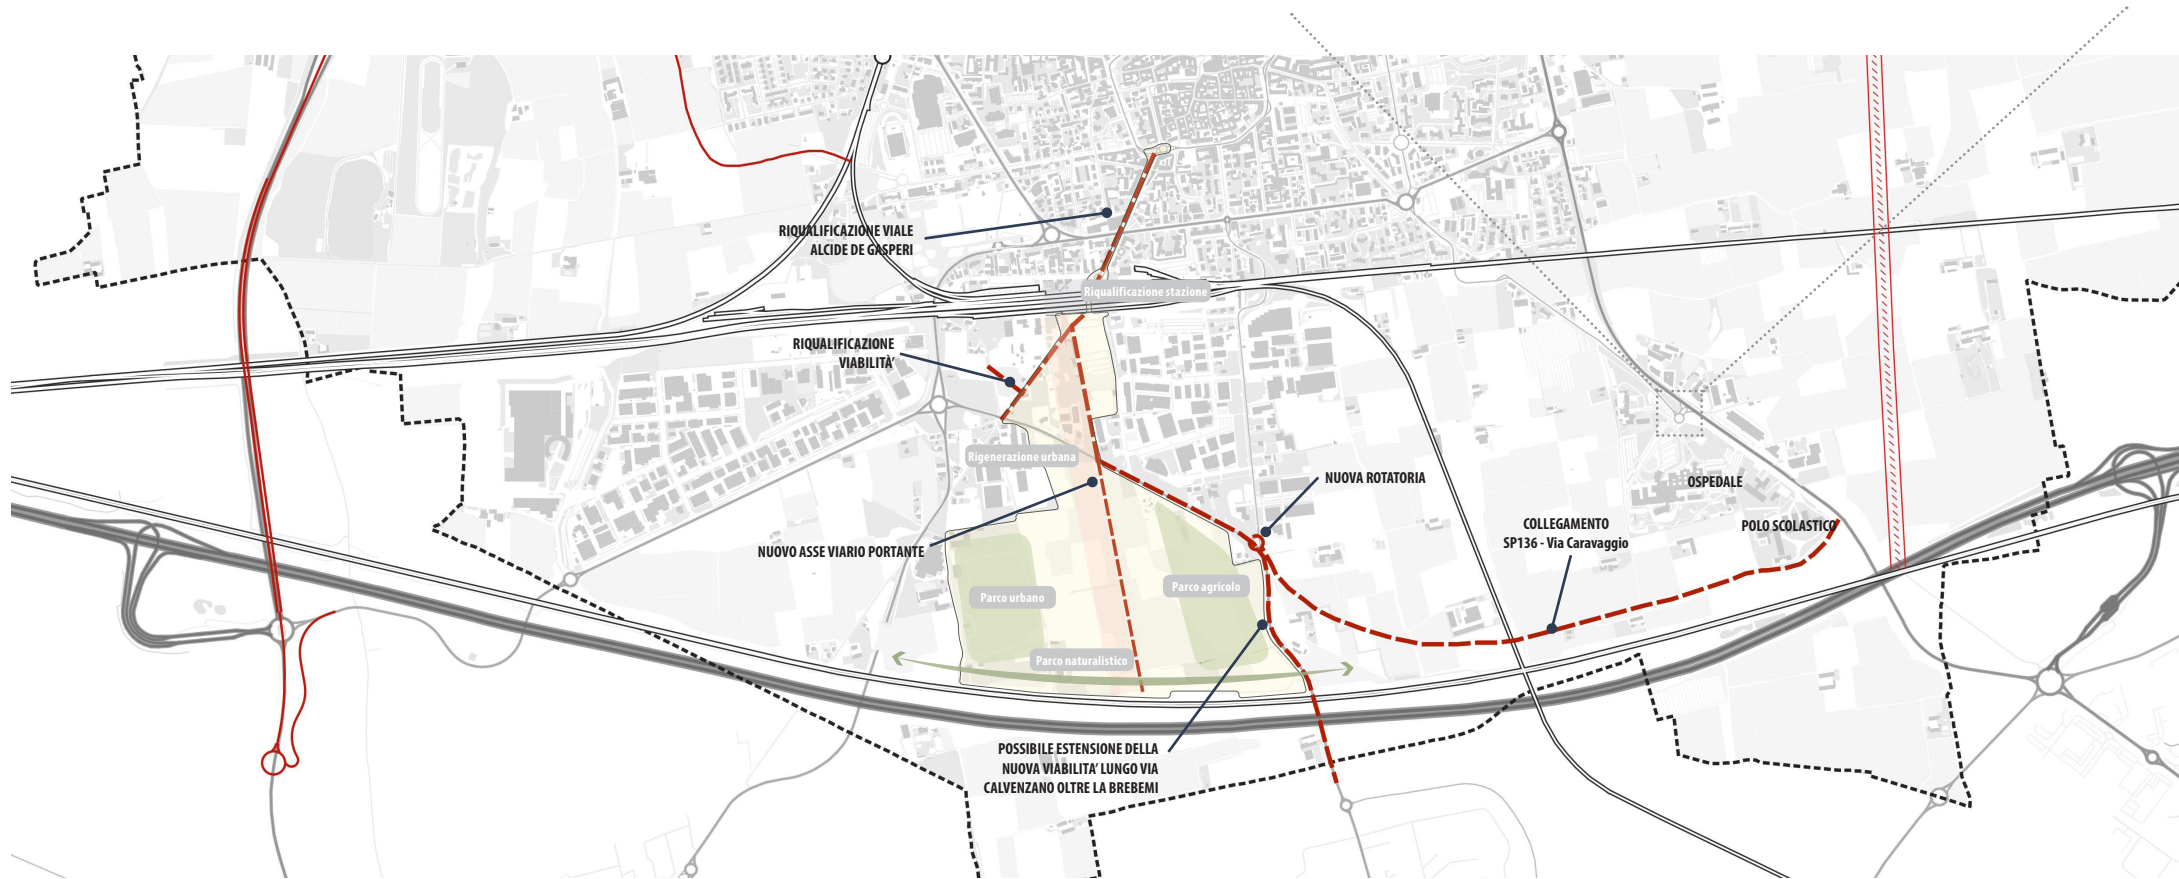 RIQUALIFICAZIONE VIALE
ALCIDE DE GASPERI
Riqualificazione stazione
RIQUALIFICAZIONE
VIABILITÀ'
Rigenerazione urbana
NUOVA ROTATORIA
OSPEDALE
POLO SCOLASTICO
COLLEGAMENTO
SP136 - Via Caravaggio
NUOVO ASSE VIARIO PORTANTE
Parco agricolo
Parco urbano
Parco naturalistico
POSSIBILE ESTENSIONE DELLA
NUOVA VIABILITA' LUNGO VIA
CALVENZANO OLTRE LA BREBEMI